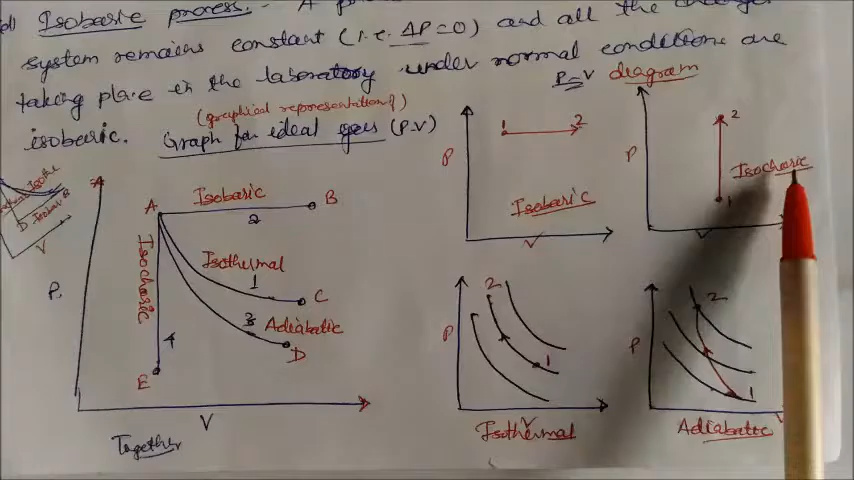 d) Isobaric process.- A
system remains constant (i.e. ΔP=0) and all the changes
taking place in the laboratory under normal conditions are
isobaric. Graph for ideal gas (P-V)
(graphical representation of)
P-V diagram
P
1
2
Isobaric
V
P
2
1
Isochoric
V
A
Isobaric
2
B
Isochoric
4
E
Isothermal
1
C
3
Adiabatic
D
P
V
Together
D
V
P
2
1
V
Isothermal
P
2
1
V
Adiabatic